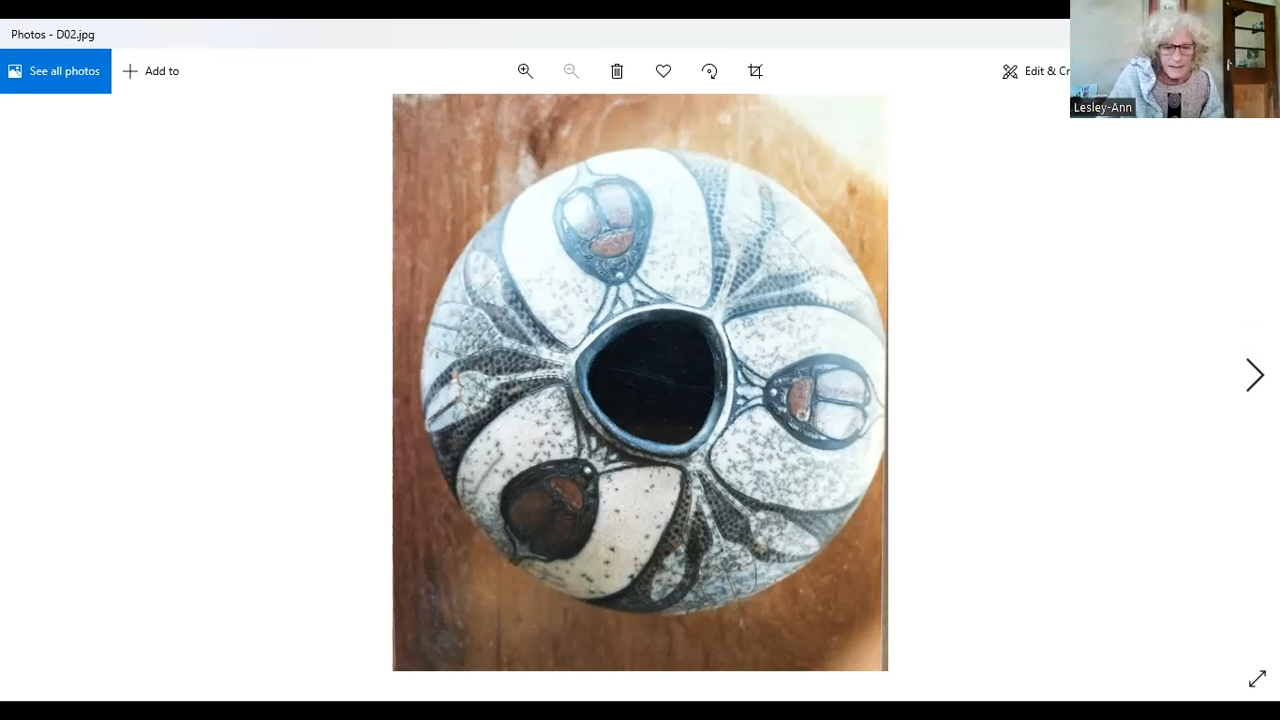 Photos - D02.jpg
See all photos
Add to
Edit & Cr
Lesley-Ann